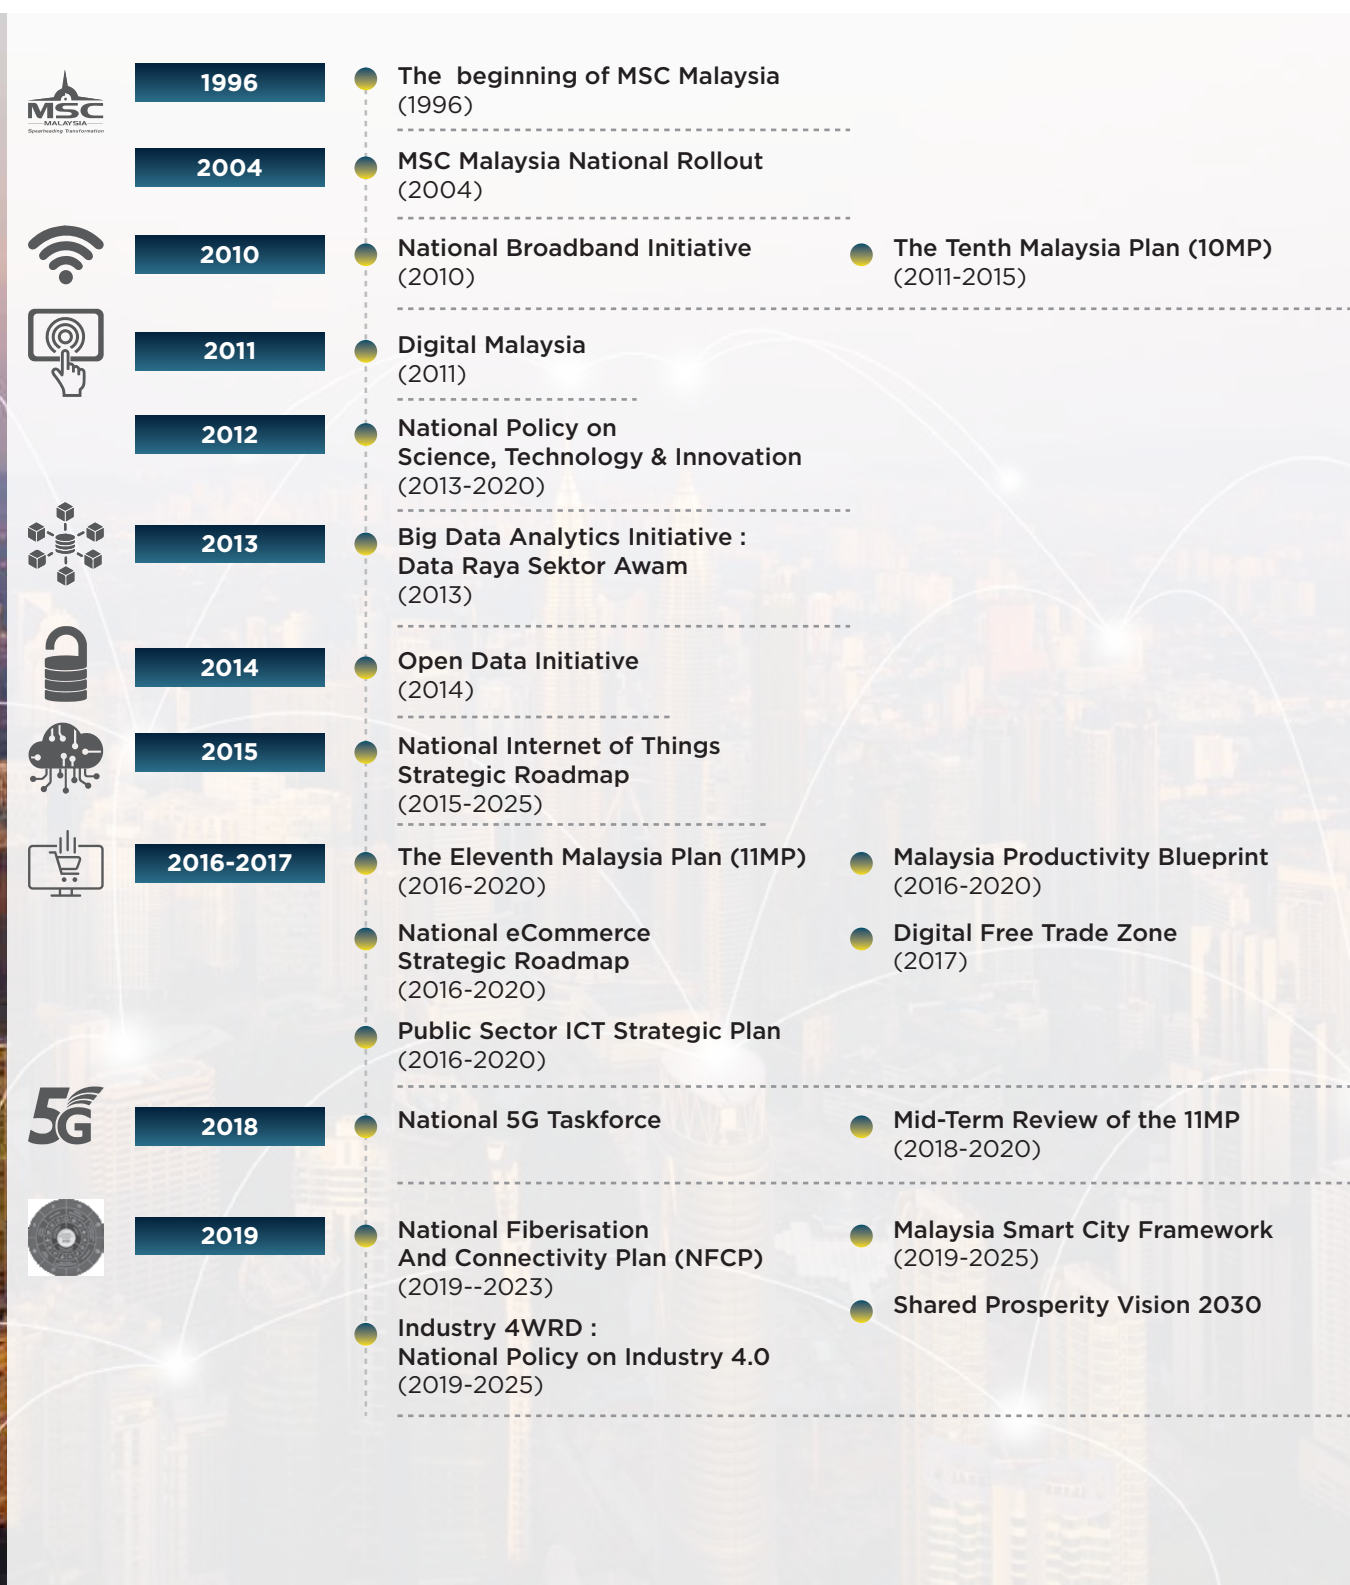 MSC
MALAYSIA
Spearheading Transformation
1996
The beginning of MSC Malaysia
(1996)
2004
MSC Malaysia National Rollout
(2004)
2010
National Broadband Initiative
(2010)
The Tenth Malaysia Plan (10MP)
(2011-2015)
2011
Digital Malaysia
(2011)
2012
National Policy on
Science, Technology & Innovation
(2013-2020)
2013
Big Data Analytics Initiative :
Data Raya Sektor Awam
(2013)
2014
Open Data Initiative
(2014)
2015
National Internet of Things
Strategic Roadmap
(2015-2025)
2016-2017
The Eleventh Malaysia Plan (11MP)
(2016-2020)
National eCommerce
Strategic Roadmap
(2016-2020)
Public Sector ICT Strategic Plan
(2016-2020)
Malaysia Productivity Blueprint
(2016-2020)
Digital Free Trade Zone
(2017)
5G
2018
National 5G Taskforce
Mid-Term Review of the 11MP
(2018-2020)
2019
National Fiberisation
And Connectivity Plan (NFCP)
(2019--2023)
Industry 4WRD :
National Policy on Industry 4.0
(2019-2025)
Malaysia Smart City Framework
(2019-2025)
Shared Prosperity Vision 2030